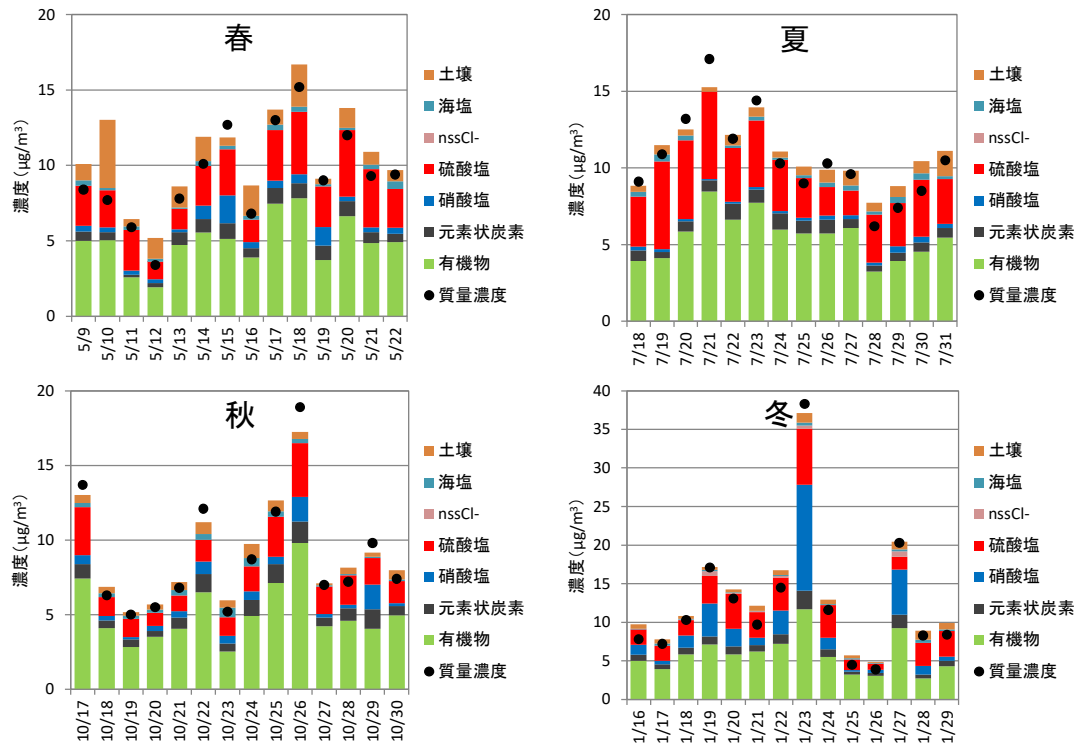 春
濃度(μg/m³)
20
15
10
5
0
5/9 5/10 5/11 5/12 5/13 5/14 5/15 5/16 5/17 5/18 5/19 5/20 5/21 5/22
土壌
海塩
nssCl-
硫酸塩
硝酸塩
元素状炭素
有機物
質量濃度
夏
濃度(μg/m³)
20
15
10
5
0
7/18 7/19 7/20 7/21 7/22 7/23 7/24 7/25 7/26 7/27 7/28 7/29 7/30 7/31
土壌
海塩
nssCl-
硫酸塩
硝酸塩
元素状炭素
有機物
質量濃度
秋
濃度(μg/m³)
20
15
10
5
0
10/17 10/18 10/19 10/20 10/21 10/22 10/23 10/24 10/25 10/26 10/27 10/28 10/29 10/30
土壌
海塩
nssCl-
硫酸塩
硝酸塩
元素状炭素
有機物
質量濃度
冬
濃度(μg/m³)
40
35
30
25
20
15
10
5
0
1/16 1/17 1/18 1/19 1/20 1/21 1/22 1/23 1/24 1/25 1/26 1/27 1/28 1/29
土壌
海塩
nssCl-
硫酸塩
硝酸塩
元素状炭素
有機物
質量濃度